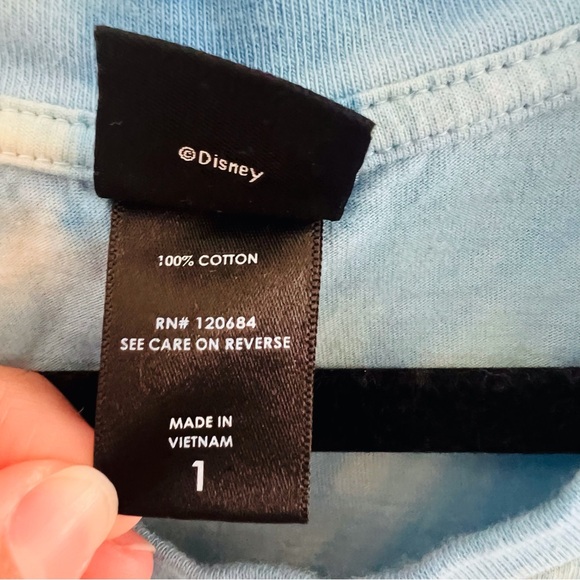 ©Disney
100% COTTON
RN# 120684
SEE CARE ON REVERSE
MADE IN
VIETNAM
1